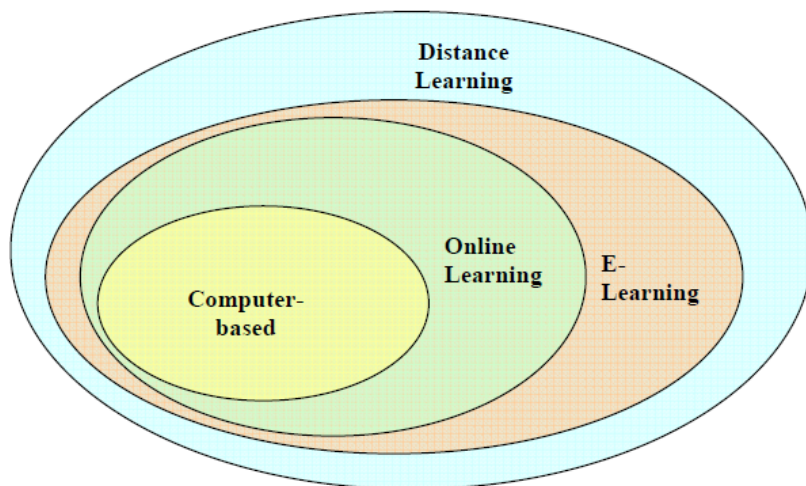 Distance
Learning
Online
Learning
E-
Learning
Computer-
based